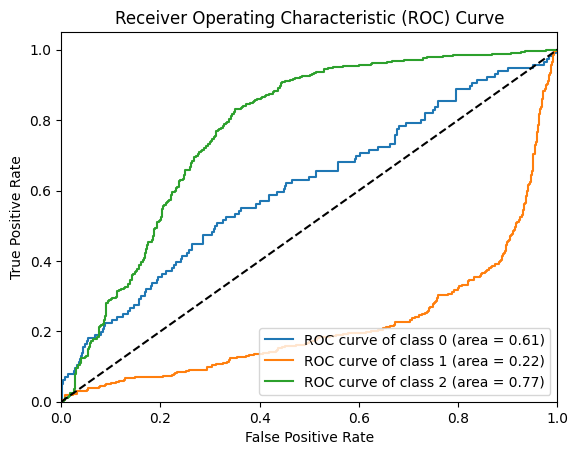 Receiver Operating Characteristic (ROC) Curve
1.0
0.8
0.6
0.4
0.2
0.0
True Positive Rate
ROC curve of class 0 (area = 0.61)
ROC curve of class 1 (area = 0.22)
ROC curve of class 2 (area = 0.77)
0.0 0.2 0.4 0.6 0.8 1.0
False Positive Rate